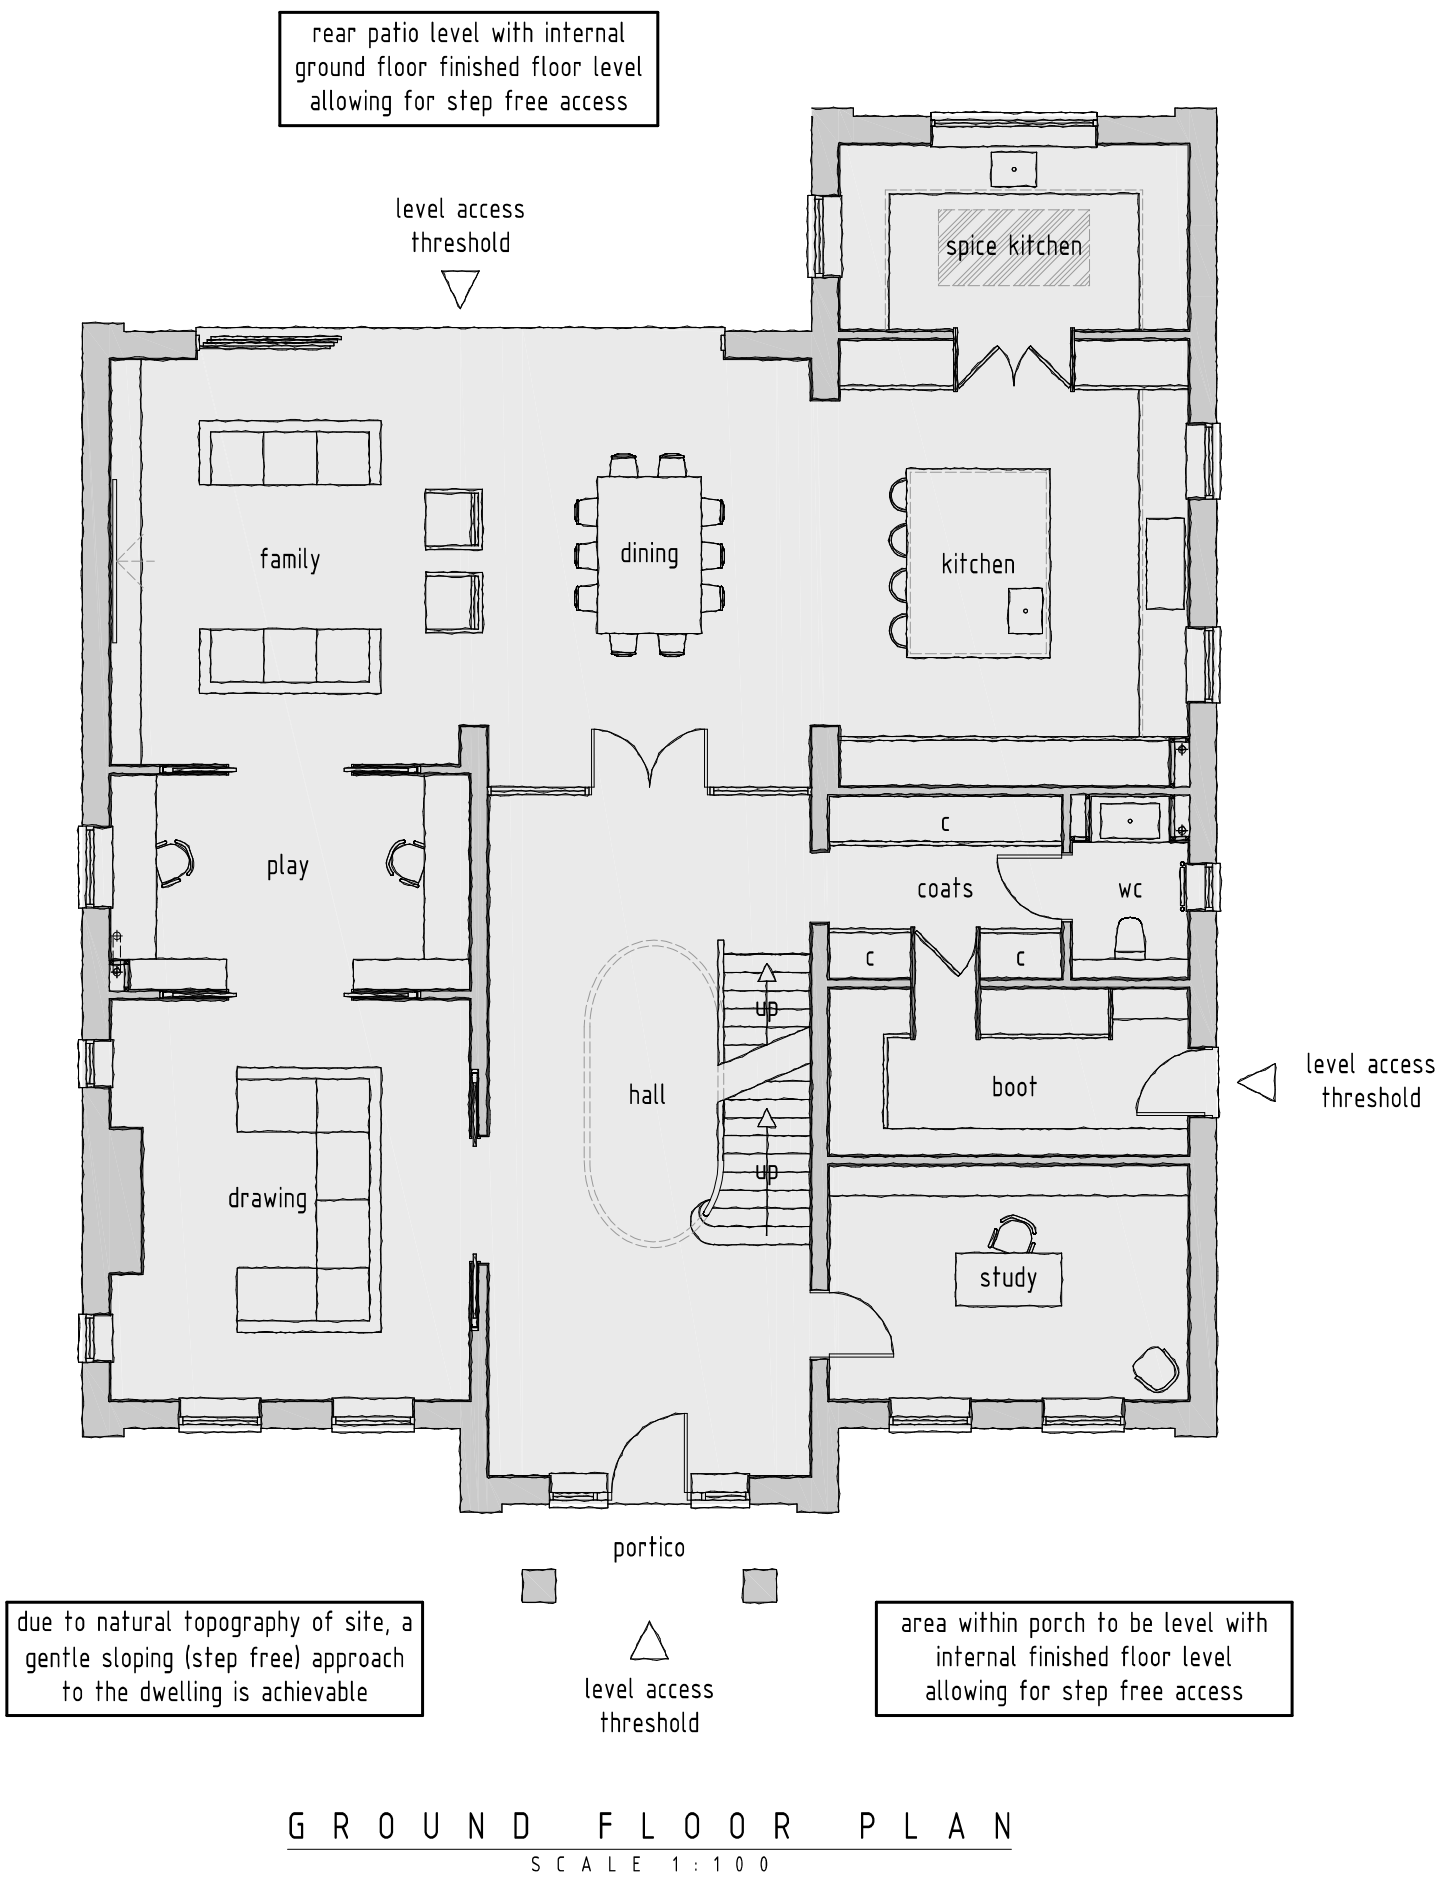 rear patio level with internal
ground floor finished floor level
allowing for step free access
level access
threshold
spice kitchen
family
dining
kitchen
play
c
coats
wc
c
c
up
hall
boot
level access
threshold
up
drawing
study
portico
due to natural topography of site, a
gentle sloping (step free) approach
to the dwelling is achievable
area within porch to be level with
internal finished floor level
allowing for step free access
level access
threshold
GROUND FLOOR PLAN
SCALE 1:100